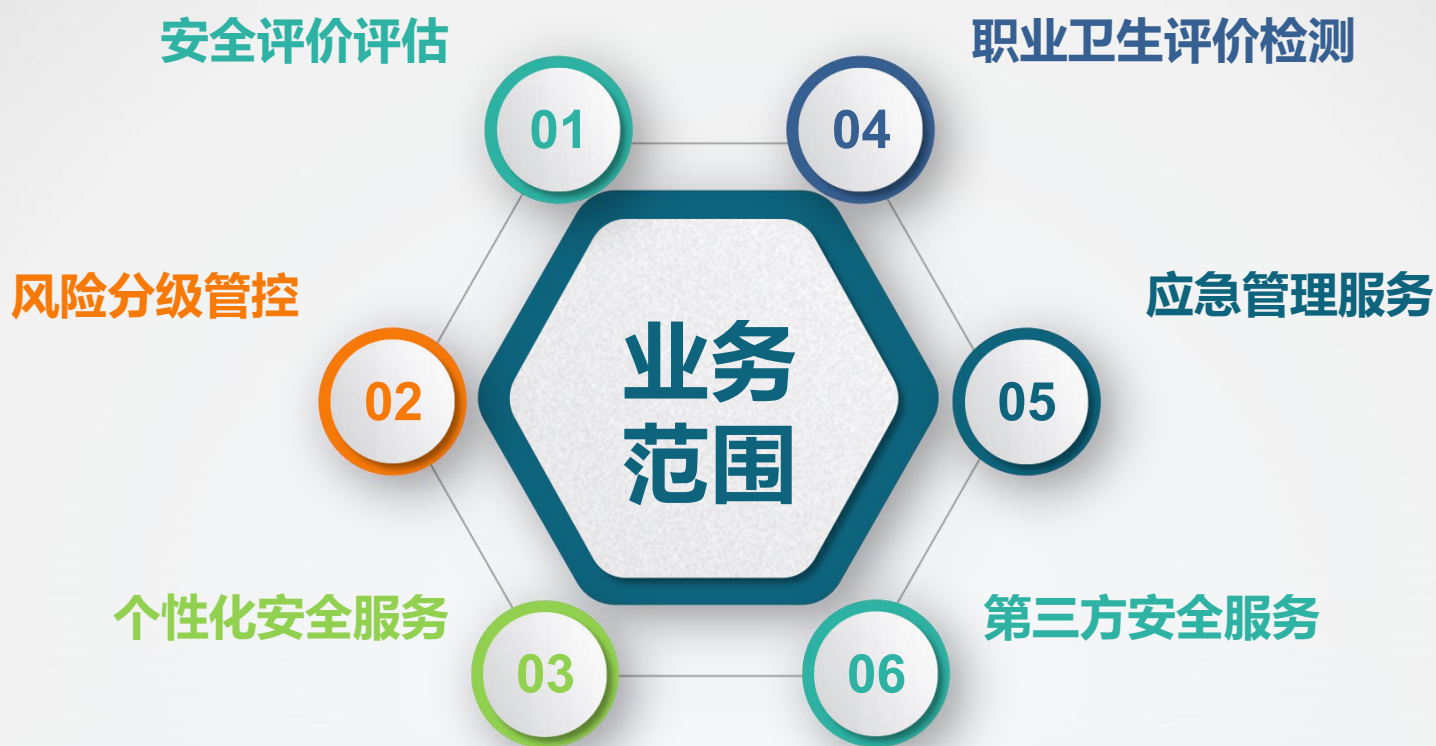 安全评价评估
01
职业卫生评价检测
04
风险分级管控
02
业务
范围
应急管理服务
05
个性化安全服务
03
第三方安全服务
06